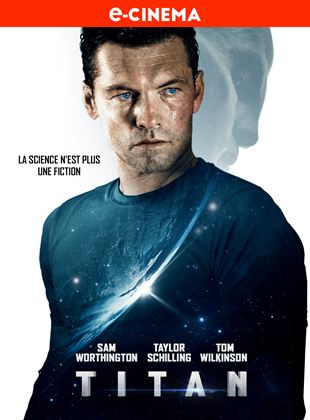 e-CINEMA
LA SCIENCE N'EST PLUS
UNE FICTION
SAM TAYLOR TOM
WORTHINGTON SCHILLING WILKINSON
TITAN